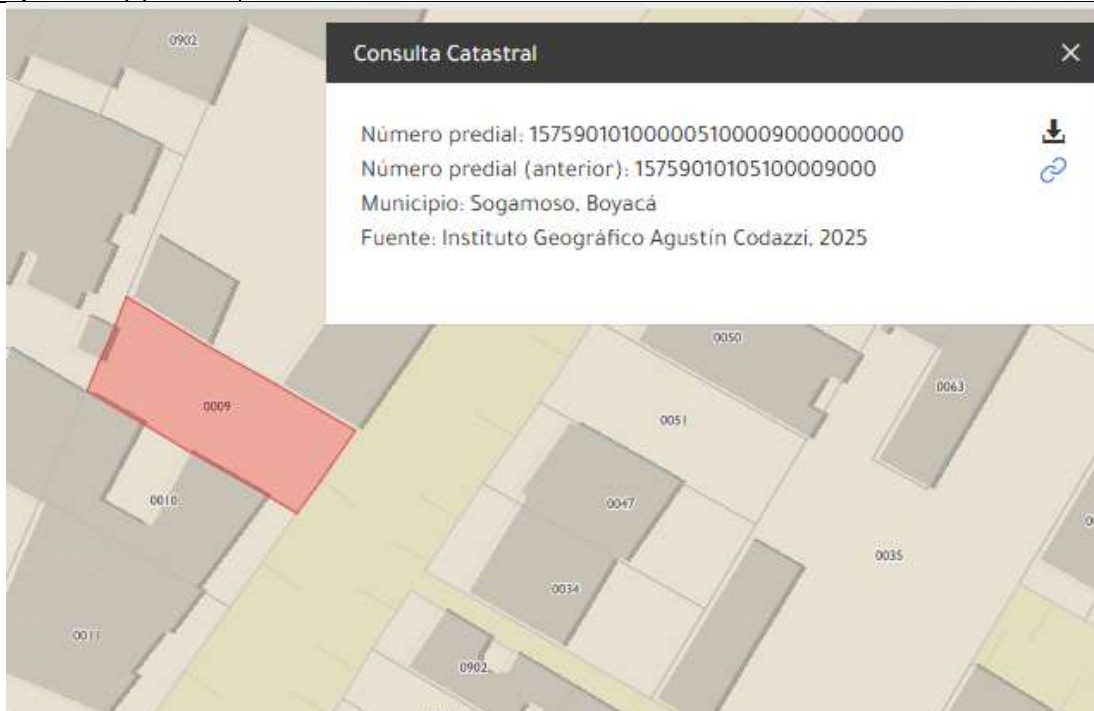 0902
Consulta Catastral
Número predial: 157590101000005100009000000000
Número predial (anterior): 15759010105100009000
Municipio: Sogamoso, Boyacá
Fuente: Instituto Geográfico Agustín Codazzi, 2025
0050
0063
0009
0051
0010
0047
0035
0034
0011
0902